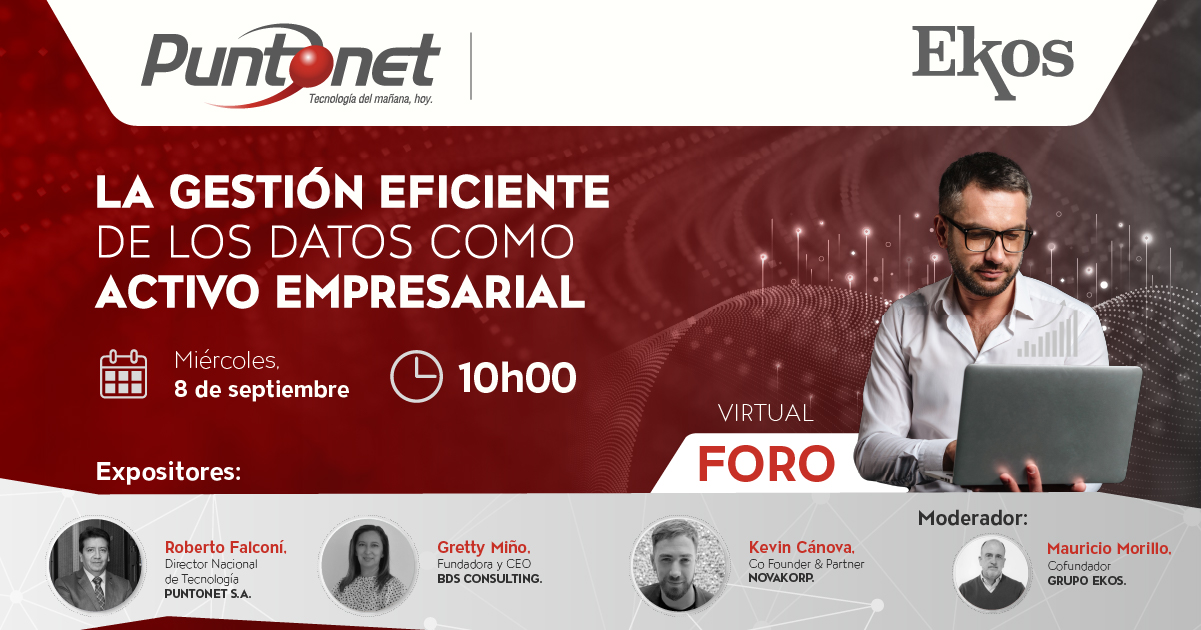 Puntonet
Tecnología del mañana, hoy.
Ekos
LA GESTIÓN EFICIENTE
DE LOS DATOS COMO
ACTIVO EMPRESARIAL
Miércoles,
8 de septiembre
10h00
VIRTUAL
FORO
Expositores:
Roberto Falconí,
Director Nacional
de Tecnología
PUNTONET S.A.
Gretty Miño,
Fundadora y CEO
BDS CONSULTING.
Kevin Cánova,
Co Founder & Partner
NOVAKORP.
Moderador:
Mauricio Morillo,
Cofundador
GRUPO EKOS.